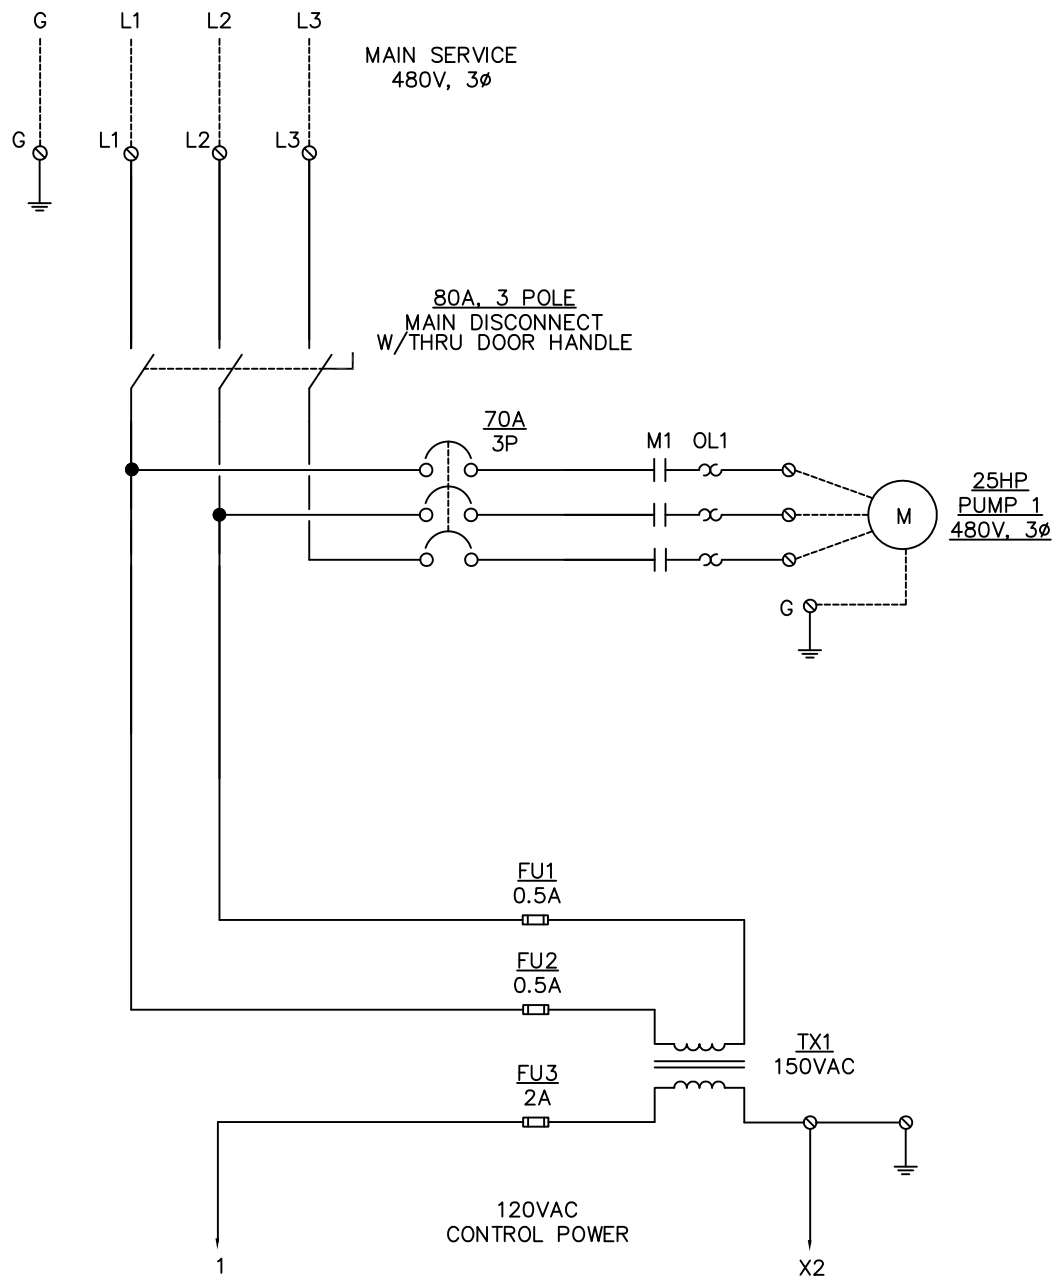 G L1 L2 L3
MAIN SERVICE
480V, 3ø
G L1 L2 L3
80A, 3 POLE
MAIN DISCONNECT
W/THRU DOOR HANDLE
70A
3P
M1 OL1
25HP
PUMP 1
480V, 3ø
M
G
FU1
0.5A
FU2
0.5A
TX1
150VAC
FU3
2A
120VAC
CONTROL POWER
1
X2